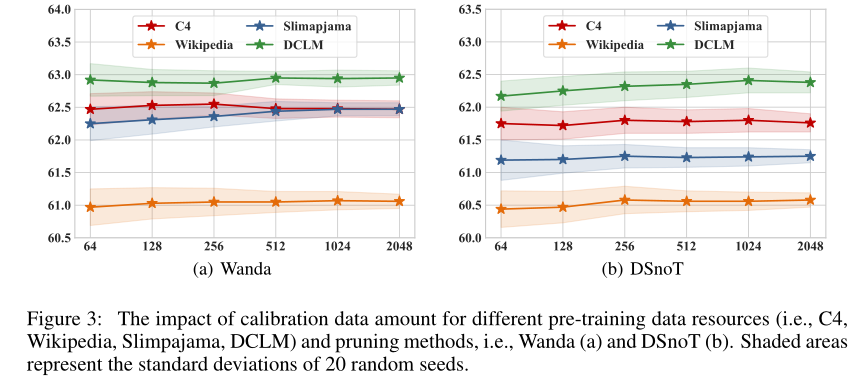 64.0
63.5
63.0
62.5
62.0
61.5
61.0
60.5
C4
Wikipedia
Slimapjama
DCLM
64 128 256 512 1024 2048
(a) Wanda
63.5
63.0
62.5
62.0
61.5
61.0
60.5
60.0
C4
Wikipedia
Slimapjama
DCLM
64 128 256 512 1024 2048
(b) DSnoT
Figure 3: The impact of calibration data amount for different pre-training data resources (i.e., C4,
Wikipedia, Slimpajama, DCLM) and pruning methods, i.e., Wanda (a) and DSnoT (b). Shaded areas
represent the standard deviations of 20 random seeds.